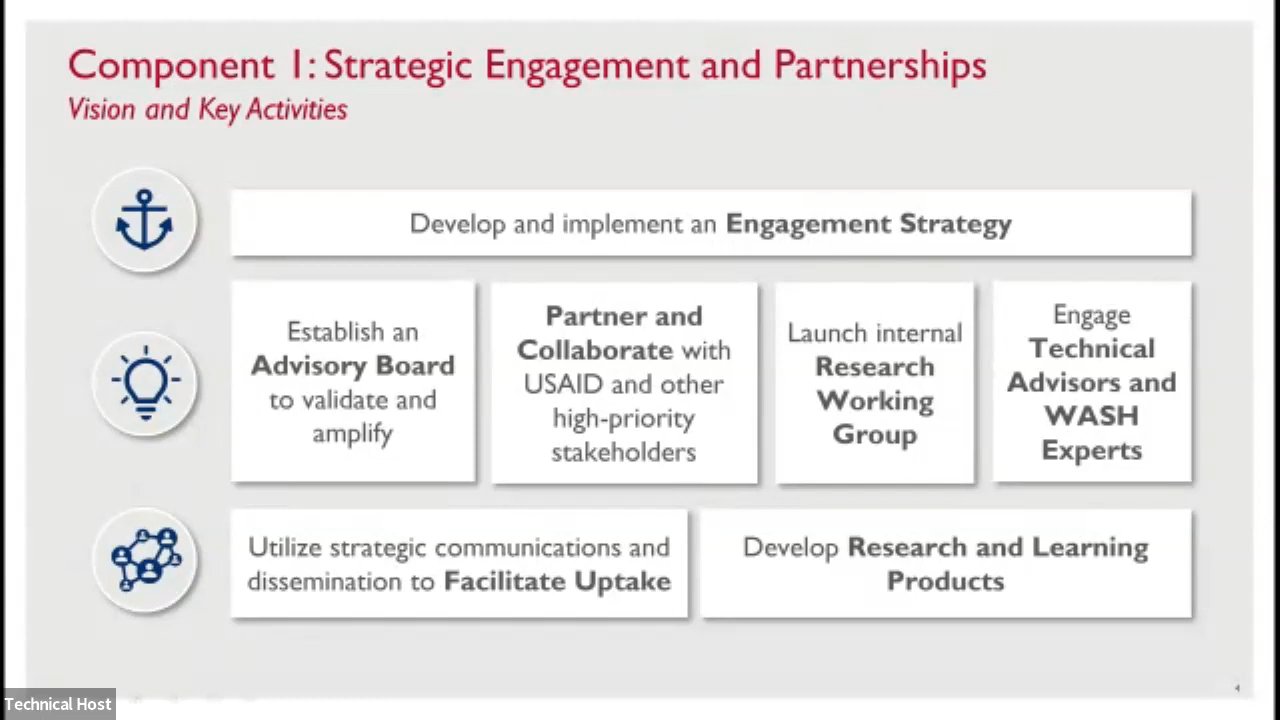 Component 1: Strategic Engagement and Partnerships
Vision and Key Activities
Develop and implement an Engagement Strategy
Establish an
Advisory Board
to validate and
amplify
Partner and
Collaborate with
USAID and other
high-priority
stakeholders
Launch internal
Research
Working
Group
Engage
Technical
Advisors and
WASH
Experts
Utilize strategic communications and
dissemination to Facilitate Uptake
Develop Research and Learning
Products
4
Technical Host